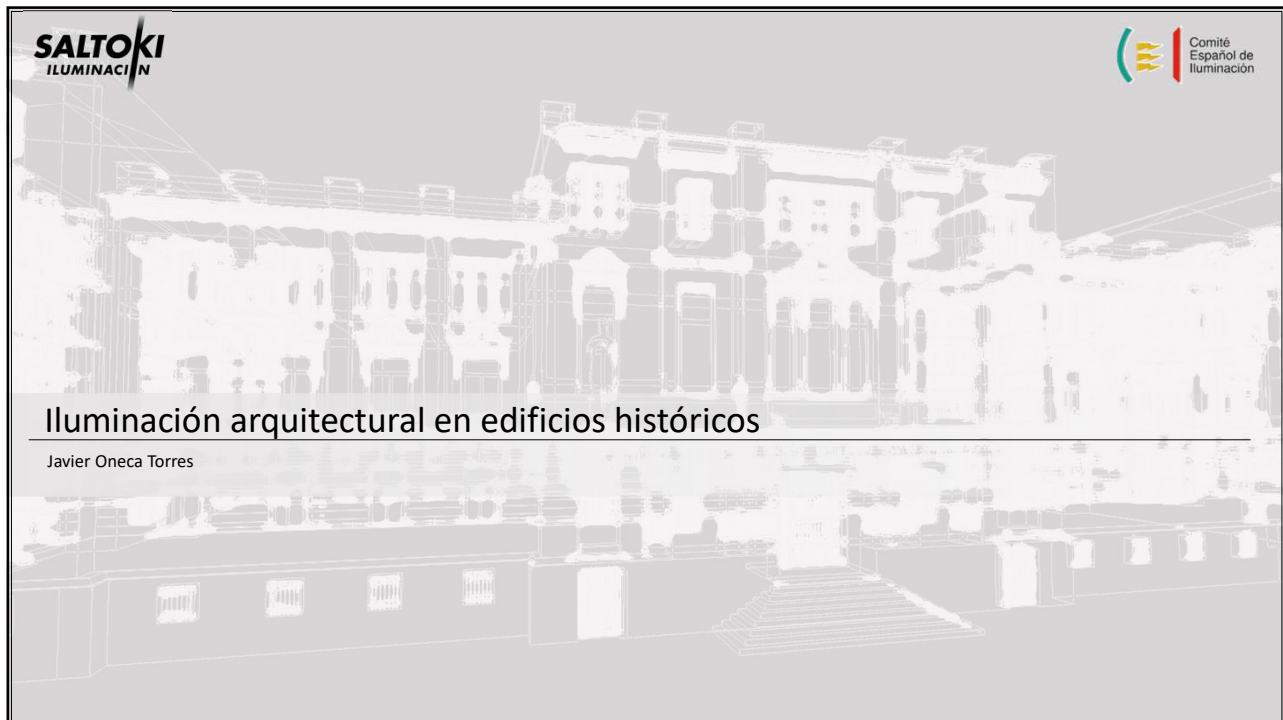 SALTOKI
ILUMINACIÓN
Comité
Español de
Iluminación
Iluminación arquitectural en edificios históricos
Javier Oneca Torres